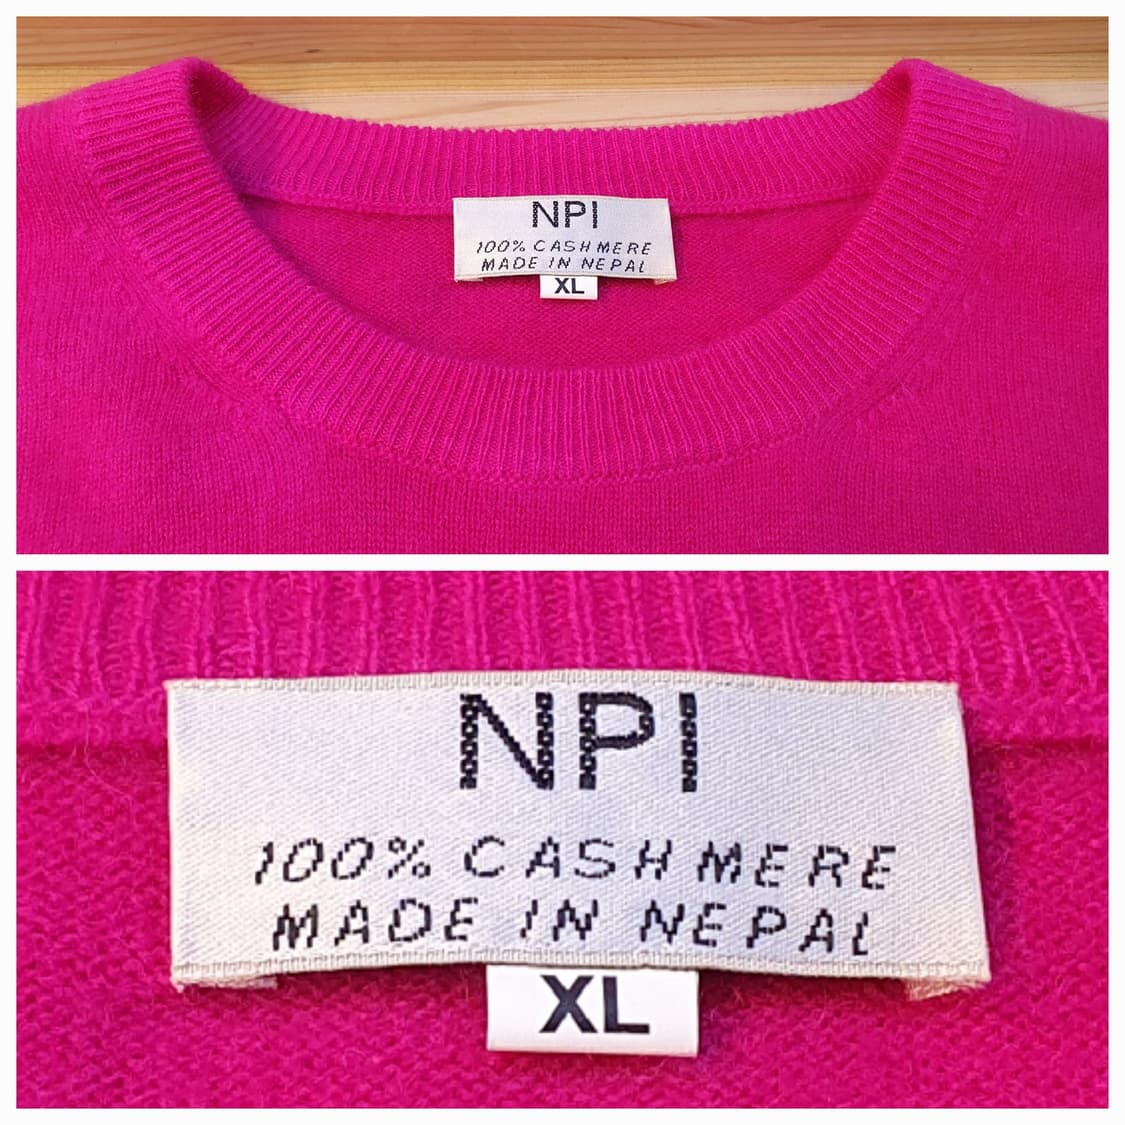 NPI
100% CASHMERE
MADE IN NEPAL
XL
NPI
100% CASHMERE
MADE IN NEPAL
XL